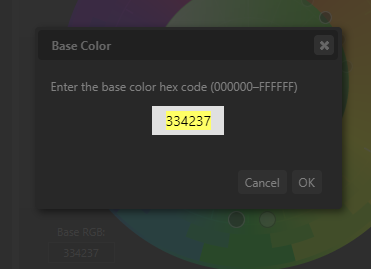 Base Color
Enter the base color hex code (000000–FFFFFF)
334237
Cancel OK
Base RGB:
334237